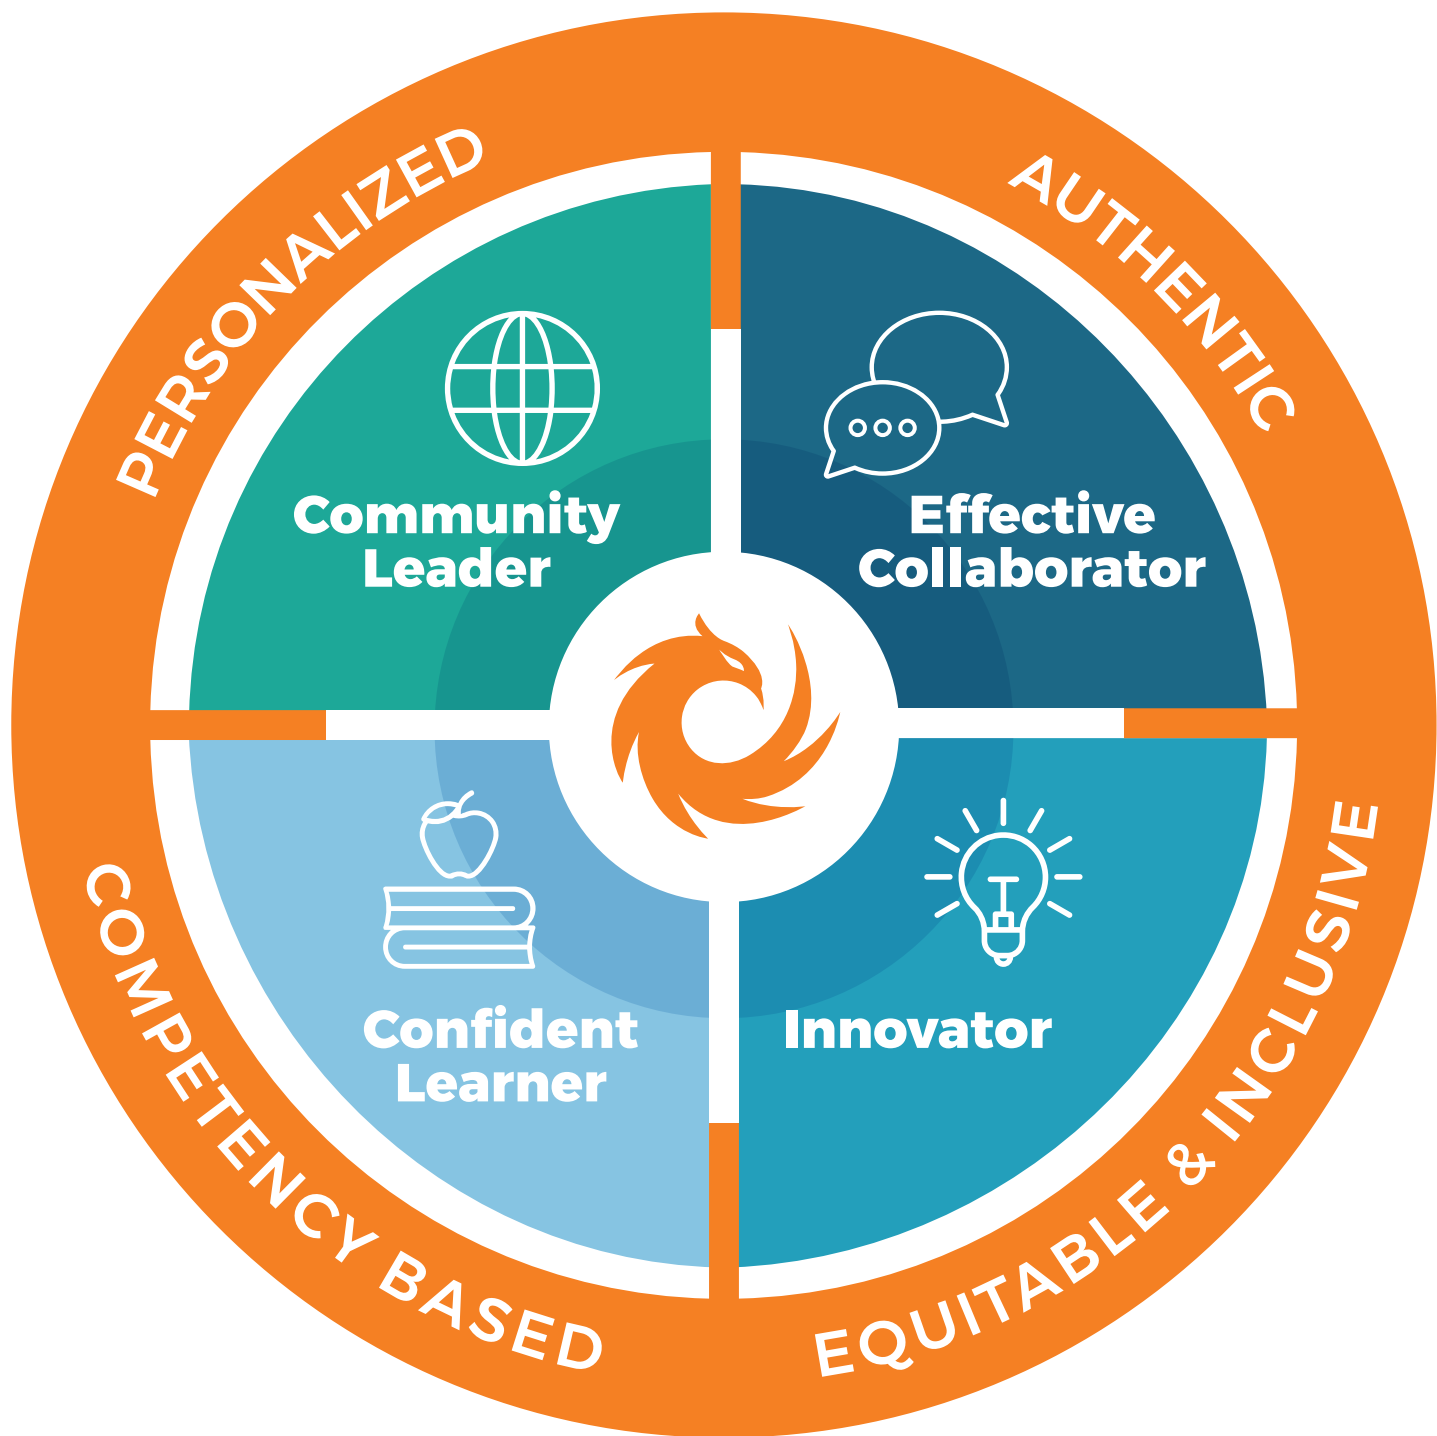 PERSONALIZED
AUTHENTIC
Community
Leader
Effective
Collaborator
Confident
Learner
Innovator
COMPETENCY BASED
EQUITABLE & INCLUSIVE